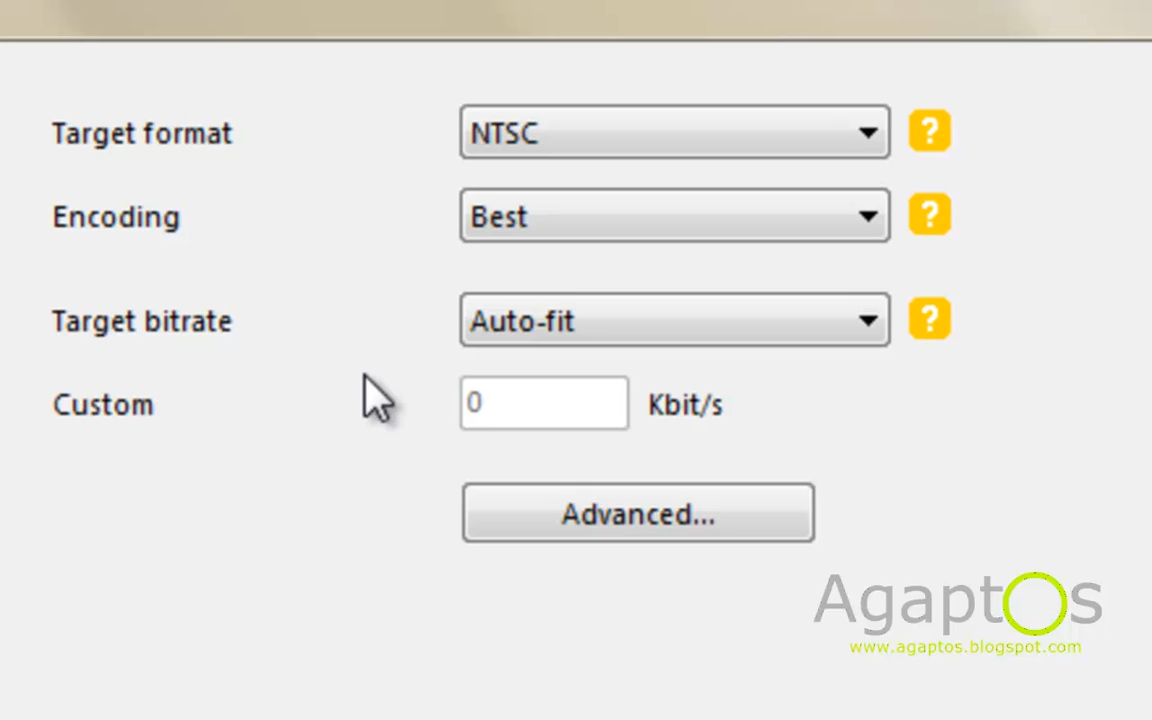 Target format NTSC ?
Encoding Best ?
Target bitrate Auto-fit ?
Custom 0 Kbit/s
Advanced...
Agaptos
www.agaptos.blogspot.com